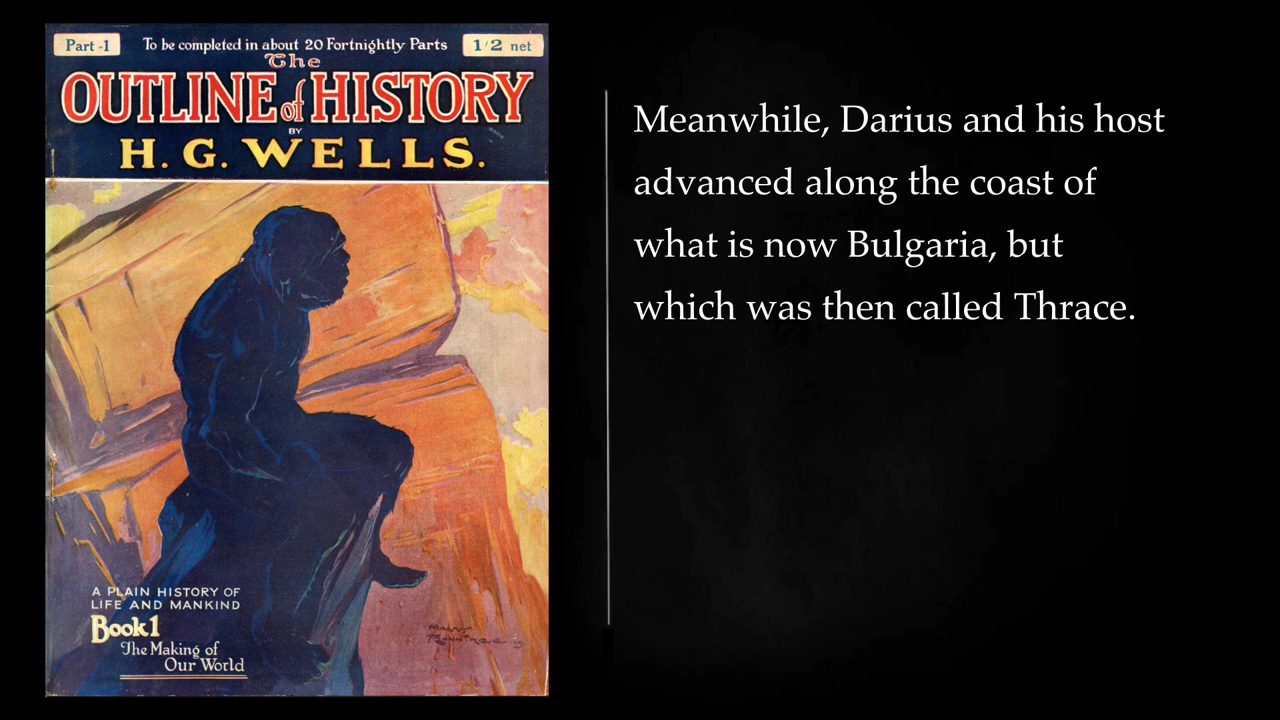 Part -1
To be completed in about 20 Fortnightly Parts
1/2 net
The
OUTLINE of HISTORY
BY
H. G. WELLS.
A PLAIN HISTORY OF
LIFE AND MANKIND
Book 1
The Making of
Our World
Meanwhile, Darius and his host
advanced along the coast of
what is now Bulgaria, but
which was then called Thrace.